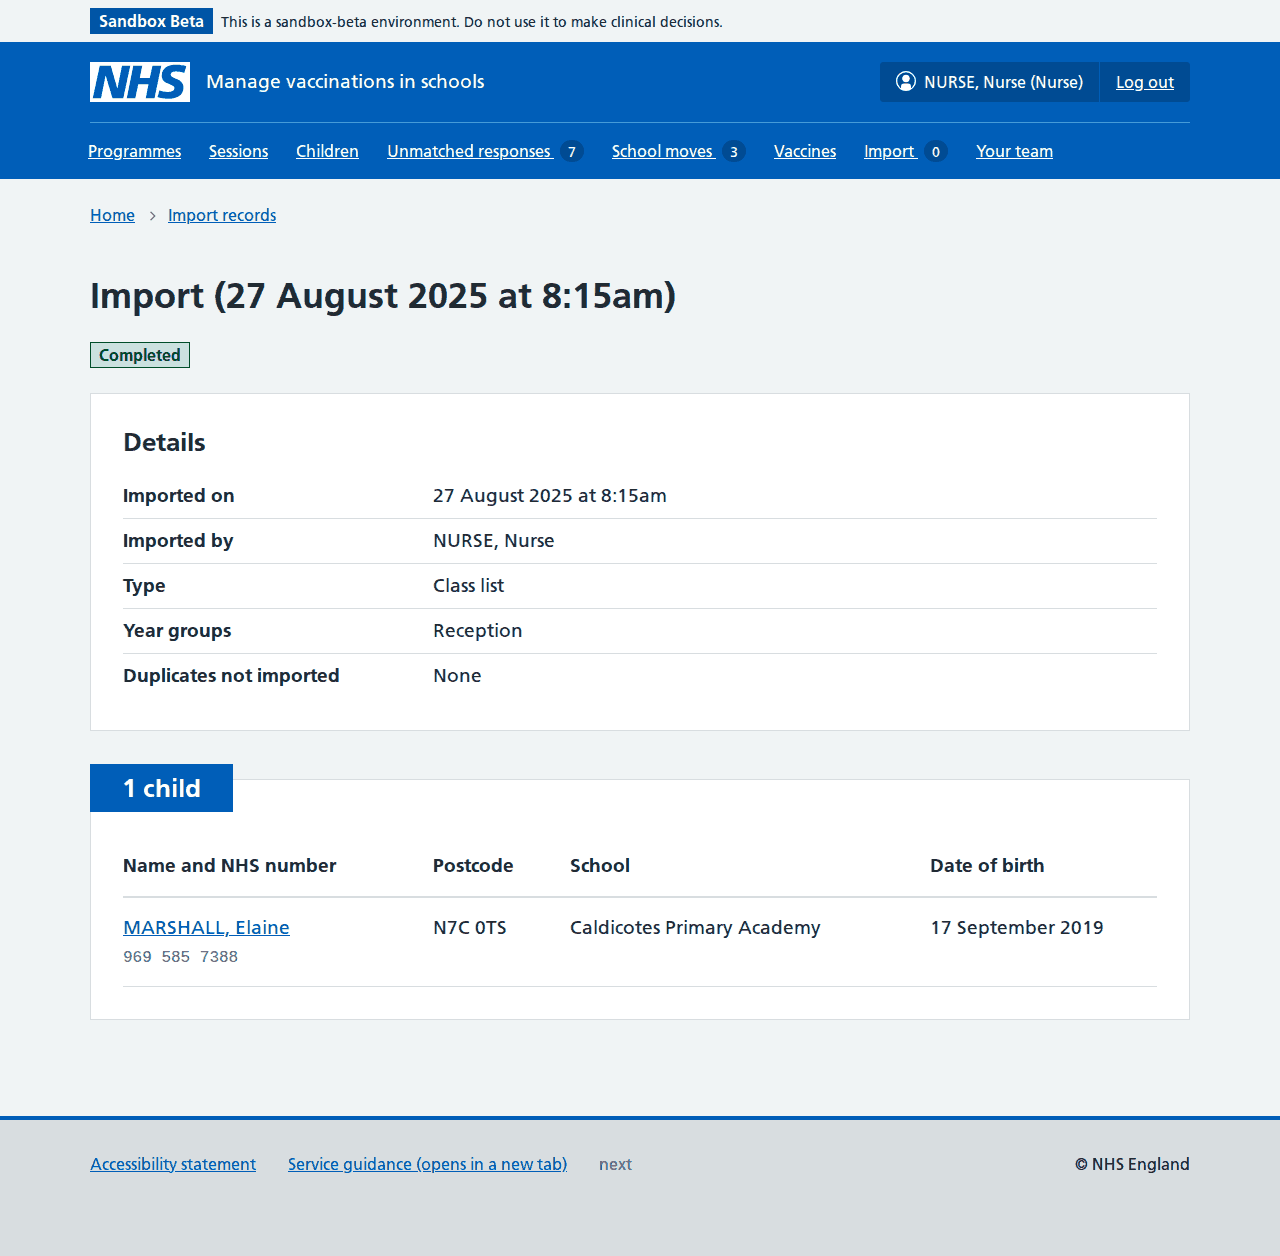 Sandbox Beta This is a sandbox-beta environment. Do not use it to make clinical decisions.
NHS Manage vaccinations in schools NURSE, Nurse (Nurse) Log out
Programmes Sessions Children Unmatched responses 7 School moves 3 Vaccines Import 0 Your team
Home Import records
Import (27 August 2025 at 8:15am)
Completed
Details
Imported on 27 August 2025 at 8:15am
Imported by NURSE, Nurse
Type Class list
Year groups Reception
Duplicates not imported None
1 child
Name and NHS number Postcode School Date of birth
MARSHALL, Elaine N7C 0TS Caldicotes Primary Academy 17 September 2019
969 585 7388
Accessibility statement Service guidance (opens in a new tab) next © NHS England